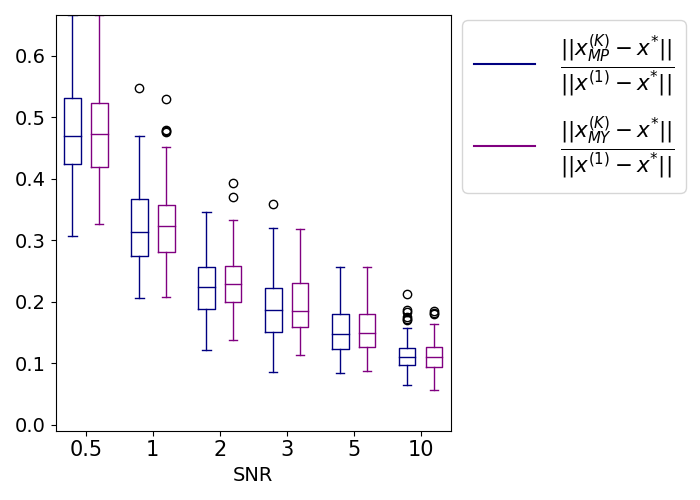 0.6
0.5
0.4
0.3
0.2
0.1
0.0
0.5 1 2 3 5 10
SNR
||x_{MP}^{(K)} − x^*||
||x^{(1)} − x^*||
||x_{MY}^{(K)} − x^*||
||x^{(1)} − x^*||